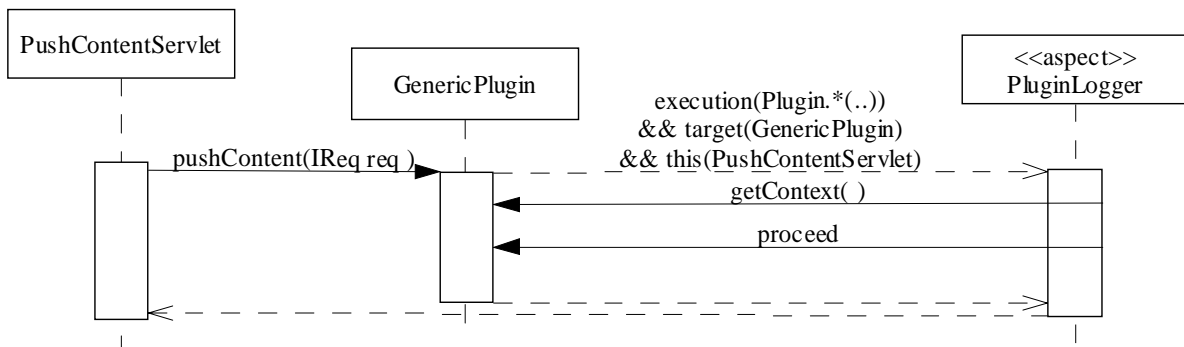 PushContentServlet
GenericPlugin
<<aspect>>
PluginLogger
execution(Plugin.*(..))
&& target(GenericPlugin)
&& this(PushContentServlet)
pushContent(IReq req )
getContext( )
proceed